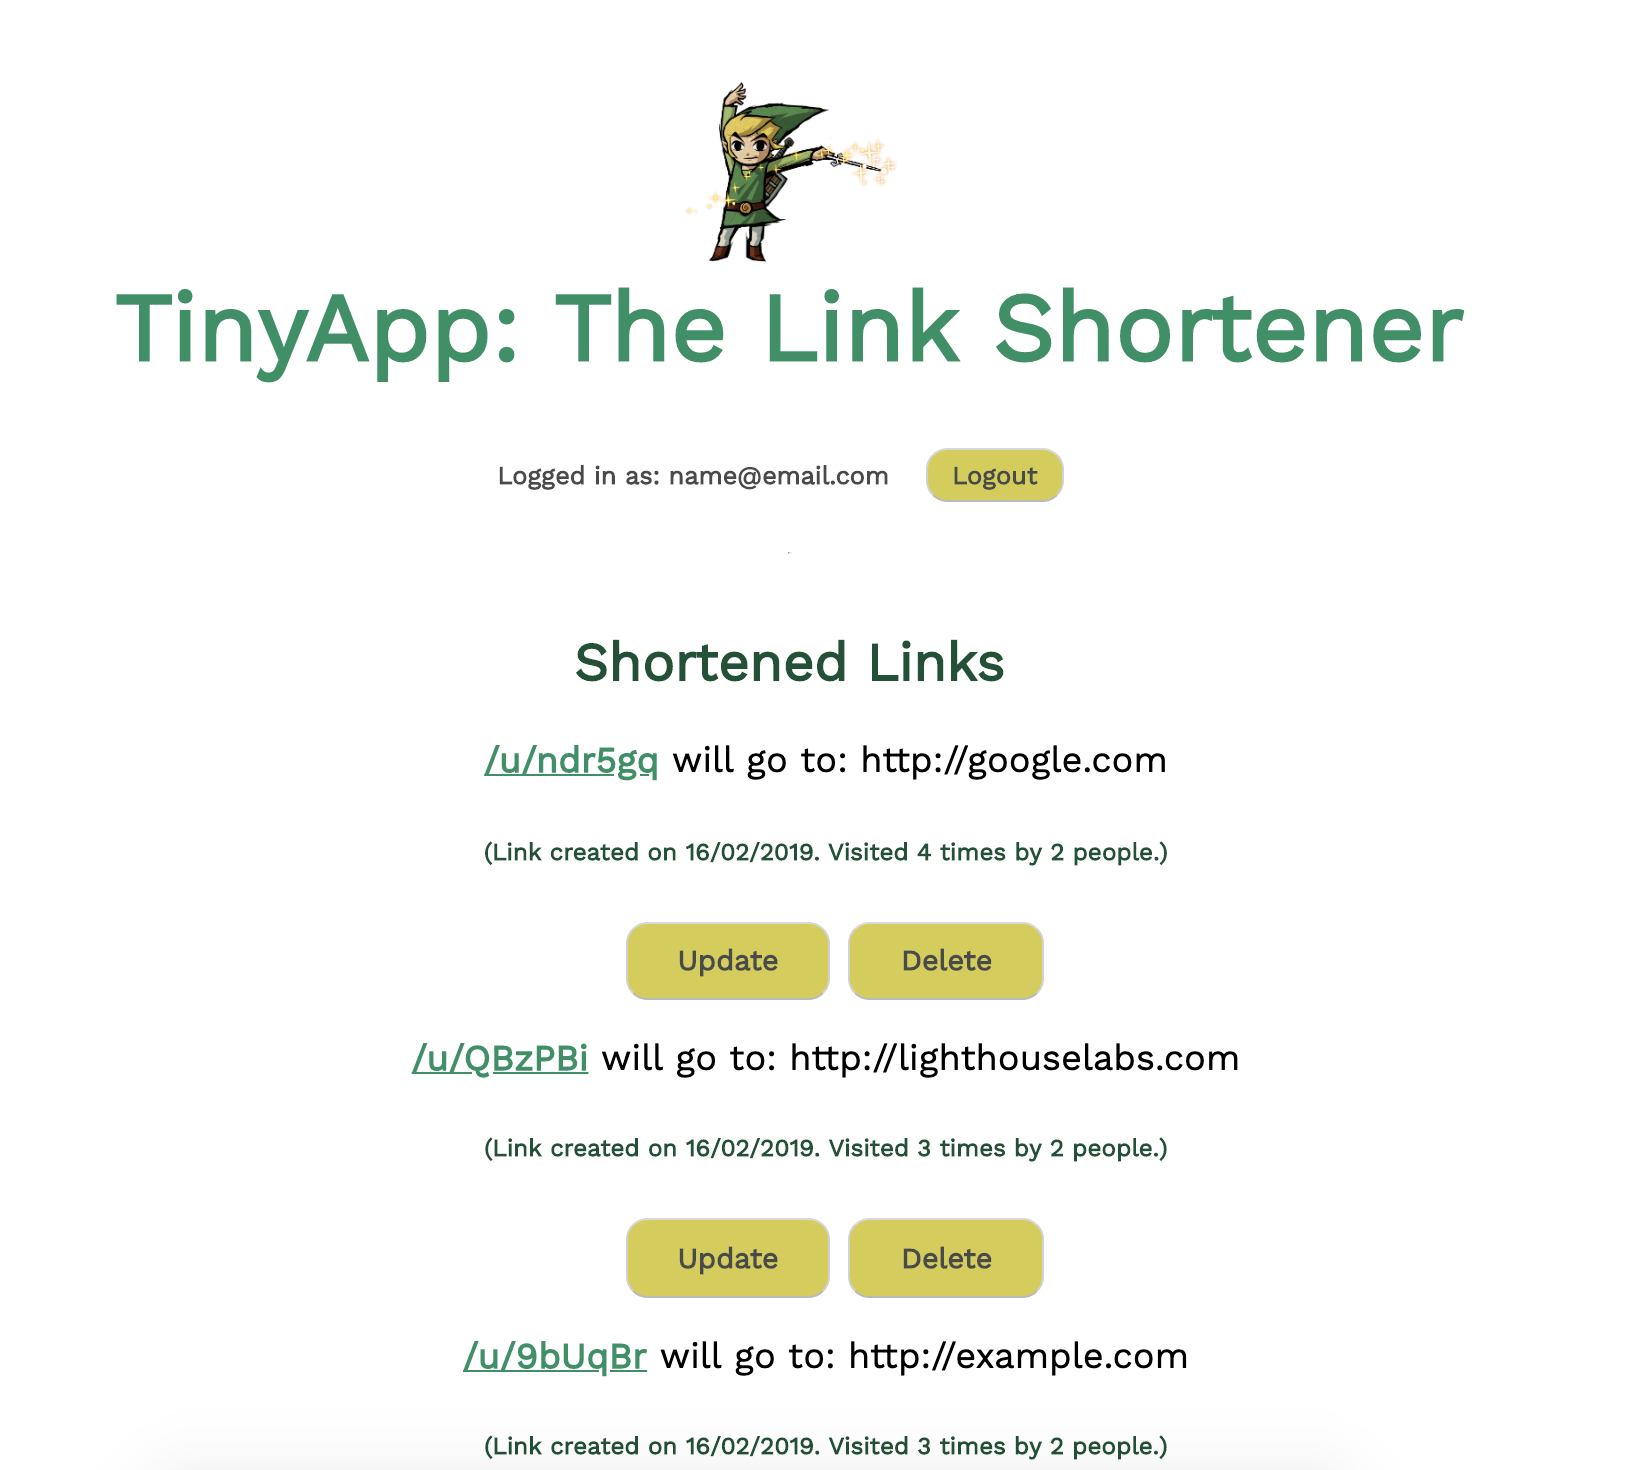 TinyApp: The Link Shortener
Logged in as: name@email.com Logout
Shortened Links
/u/ndr5gq will go to: http://google.com
(Link created on 16/02/2019. Visited 4 times by 2 people.)
Update Delete
/u/QBzPBi will go to: http://lighthouselabs.com
(Link created on 16/02/2019. Visited 3 times by 2 people.)
Update Delete
/u/9bUqBr will go to: http://example.com
(Link created on 16/02/2019. Visited 3 times by 2 people.)